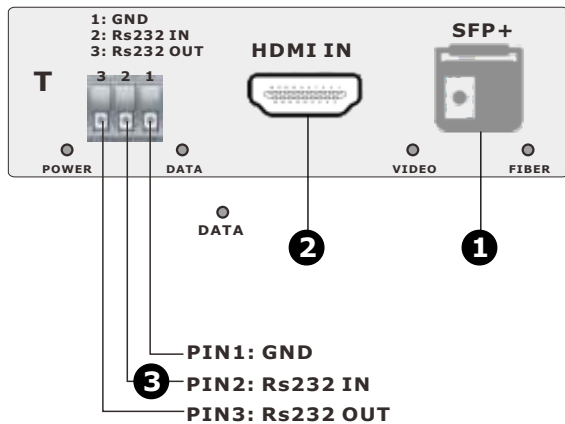 1: GND
2: Rs232 IN
3: Rs232 OUT
HDMI IN
SFP+
T
3 2 1
POWER
DATA
VIDEO
FIBER
DATA
2
1
PIN1: GND
3
PIN2: Rs232 IN
PIN3: Rs232 OUT